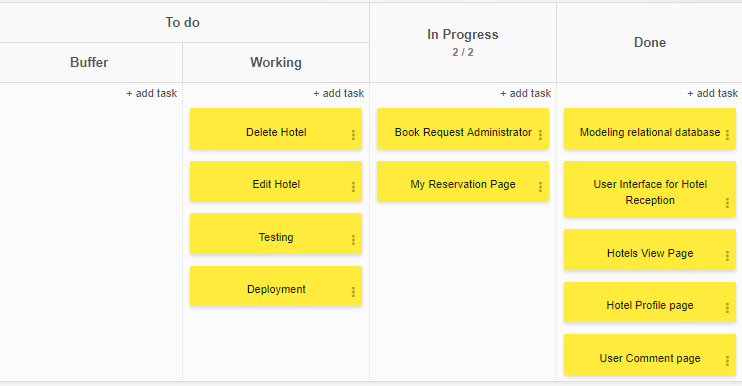 To do
In Progress
2 / 2
Done
Buffer
Working
+ add task
+ add task
+ add task
+ add task
Delete Hotel
Edit Hotel
Testing
Deployment
Book Request Administrator
My Reservation Page
Modeling relational database
User Interface for Hotel
Reception
Hotels View Page
Hotel Profile page
User Comment page